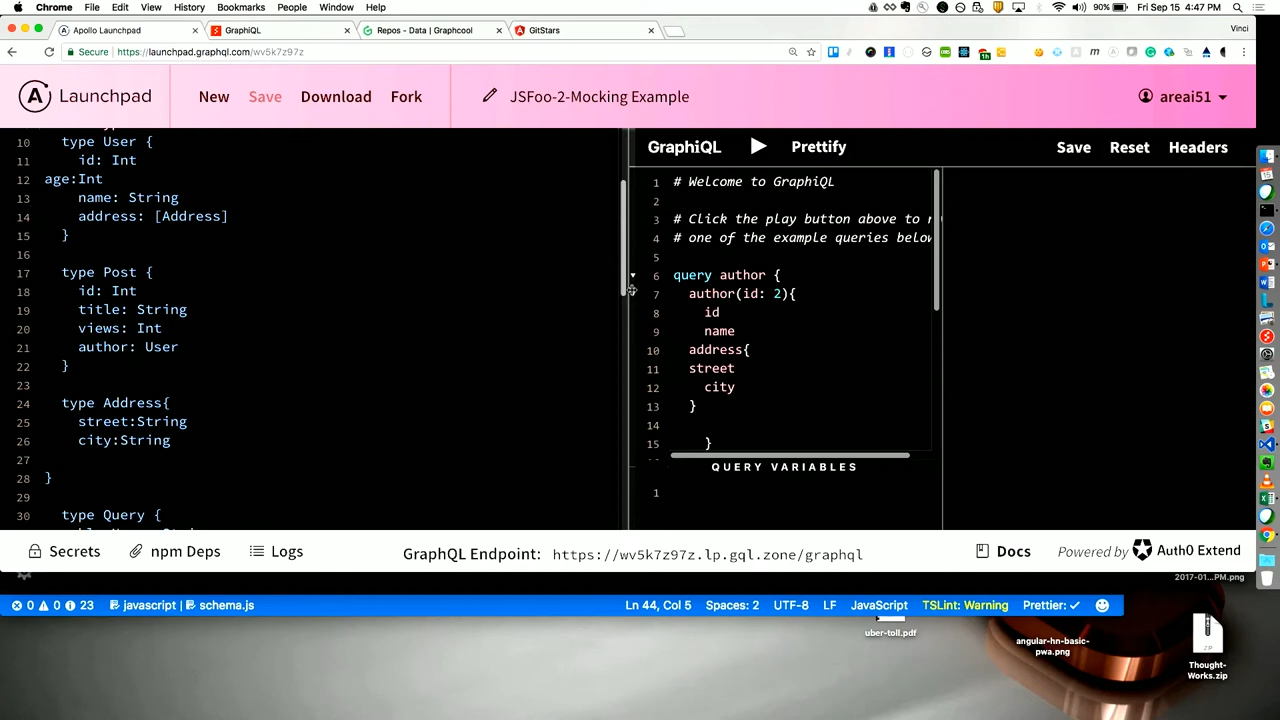 Chrome File Edit View History Bookmarks People Window Help
90% Fri Sep 15 4:47 PM
Apollo Launchpad
GraphiQL
Repos - Data | Graphcool
GitStars
Vinci
Secure https://launchpad.graphql.com/wv5k7z97z
Launchpad
New
Save
Download
Fork
JSFoo-2-Mocking Example
areai51
10 type User {
11 id: Int
12 age:Int
13 name: String
14 address: [Address]
15 }
16
17 type Post {
18 id: Int
19 title: String
20 views: Int
21 author: User
22 }
23
24 type Address{
25 street:String
26 city:String
27
28 }
29
30 type Query {
GraphiQL
Prettify
Save
Reset
Headers
1 # Welcome to GraphiQL
2
3 # Click the play button above to
4 # one of the example queries below
5
6 query author {
7 author(id: 2){
8 id
9 name
10 address{
11 street
12 city
13 }
14
15 }
QUERY VARIABLES
1
Secrets
npm Deps
Logs
GraphQL Endpoint: https://wv5k7z97z.lp.gql.zone/graphql
Docs
Powered by Auth0 Extend
2017-01...PM.png
0 0 23 javascript | schema.js
Ln 44, Col 5 Spaces: 2 UTF-8 LF JavaScript TSLint: Warning Prettier: ✓
uber-toll.pdf
angular-hn-basic-
pwa.png
ZIP
Thought-
Works.zip